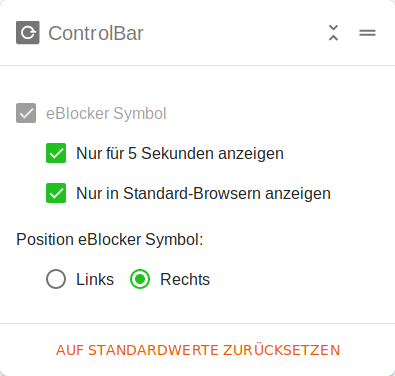 ControlBar
eBlocker Symbol
Nur für 5 Sekunden anzeigen
Nur in Standard-Browsern anzeigen
Position eBlocker Symbol:
Links Rechts
AUF STANDARDWERTE ZURÜCKSETZEN